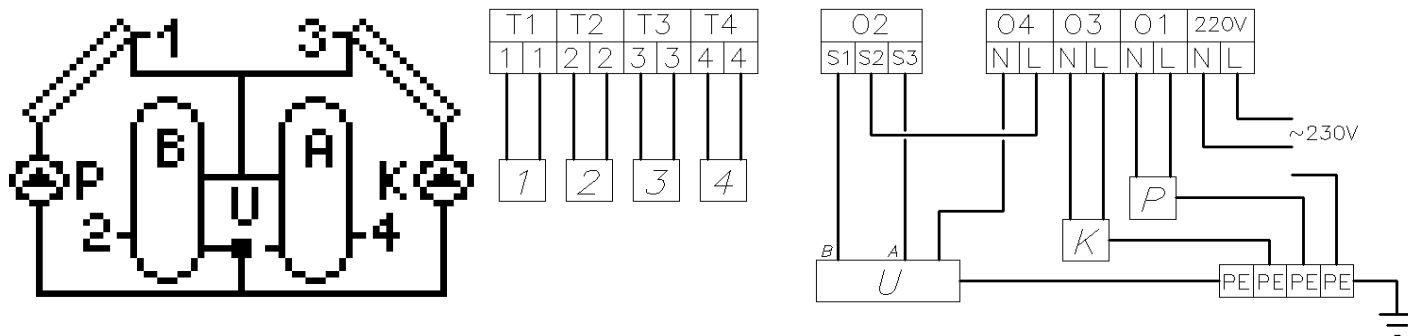 1 3
B A
P U K
2 4
T1 T2 T3 T4
1 1 2 2 3 3 4 4
1 2 3 4
O2 O4 O3 O1 220V
S1 S2 S3 N L N L N L N L
~230V
P
K
B A
U
PE PE PE PE